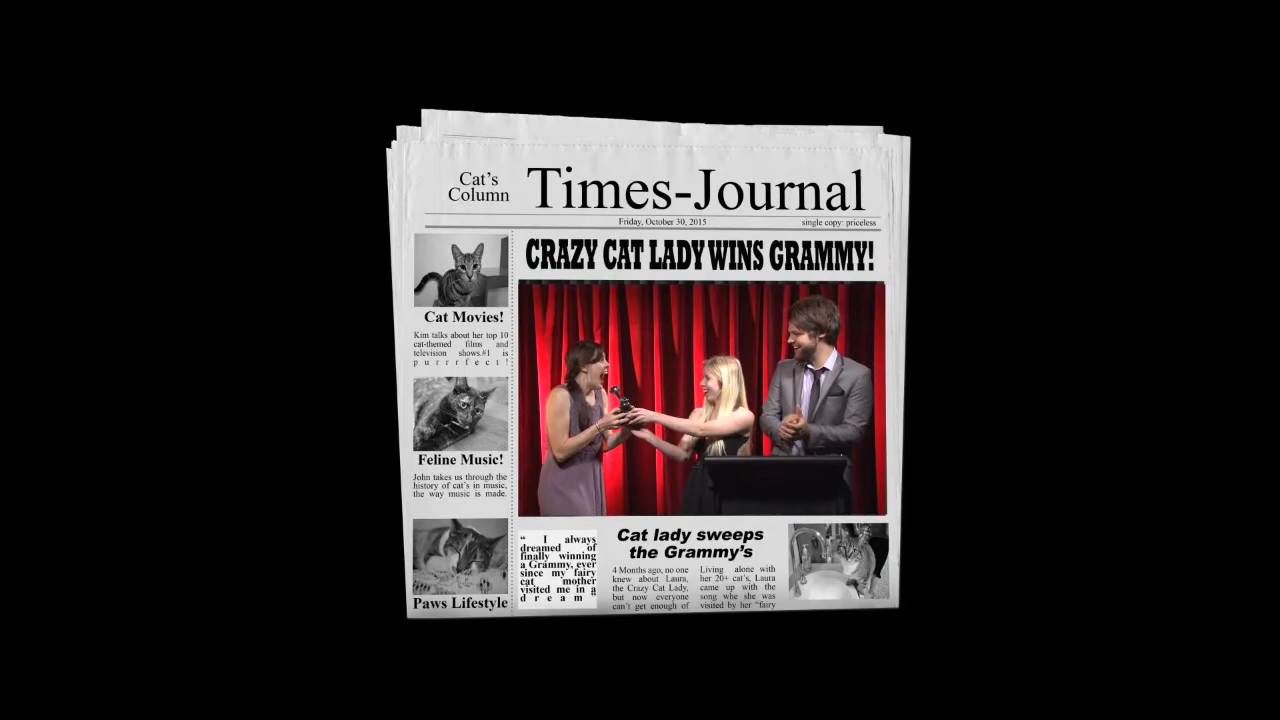 Cat's
Column
Times-Journal
Friday, October 30, 2015
single copy: priceless
CRAZY CAT LADY WINS GRAMMY!
Cat Movies!
Kim talks about her top 10
cat-themed films and
television shows.#1 is
p u r r r f e c t !
Feline Music!
John takes us through the
history of cat's in music,
the way music is made.
Paws Lifestyle
" I always
dreamed of
finally winning
a Grammy, ever
since my fairy
cat mother
visited me in a
d r e a m "
Cat lady sweeps
the Grammy's
4 Months ago, no one
knew about Laura,
the Crazy Cat Lady,
but now everyone
can't get enough of
Living alone with
her 20+ cat's, Laura
came up with the
song whe she was
visited by her "fairy